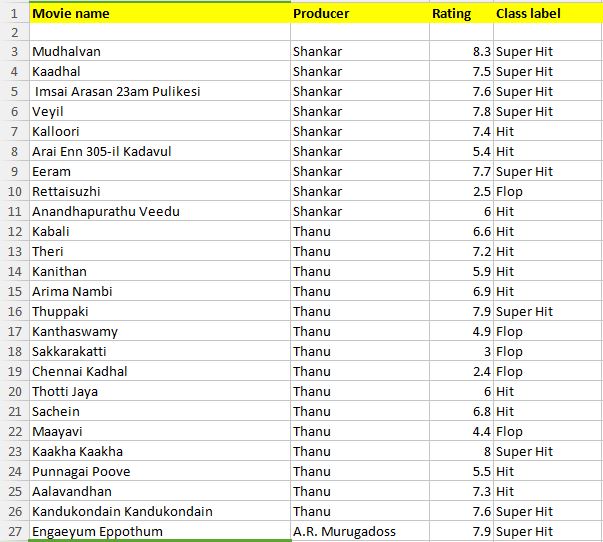 1 Movie name Producer Rating Class label
2
3 Mudhalvan Shankar 8.3 Super Hit
4 Kaadhal Shankar 7.5 Super Hit
5 Imsai Arasan 23am Pulikesi Shankar 7.6 Super Hit
6 Veyil Shankar 7.8 Super Hit
7 Kalloori Shankar 7.4 Hit
8 Arai Enn 305-il Kadavul Shankar 5.4 Hit
9 Eeram Shankar 7.7 Super Hit
10 Rettaisuzhi Shankar 2.5 Flop
11 Anandhapurathu Veedu Shankar 6 Hit
12 Kabali Thanu 6.6 Hit
13 Theri Thanu 7.2 Hit
14 Kanithan Thanu 5.9 Hit
15 Arima Nambi Thanu 6.9 Hit
16 Thuppaki Thanu 7.9 Super Hit
17 Kanthaswamy Thanu 4.9 Flop
18 Sakkarakatti Thanu 3 Flop
19 Chennai Kadhal Thanu 2.4 Flop
20 Thotti Jaya Thanu 6 Hit
21 Sachein Thanu 6.8 Hit
22 Maayavi Thanu 4.4 Flop
23 Kaakha Kaakha Thanu 8 Super Hit
24 Punnagai Poove Thanu 5.5 Hit
25 Aalavandhan Thanu 7.3 Hit
26 Kandukondain Kandukondain Thanu 7.6 Super Hit
27 Engaeyum Eppothum A.R. Murugadoss 7.9 Super Hit